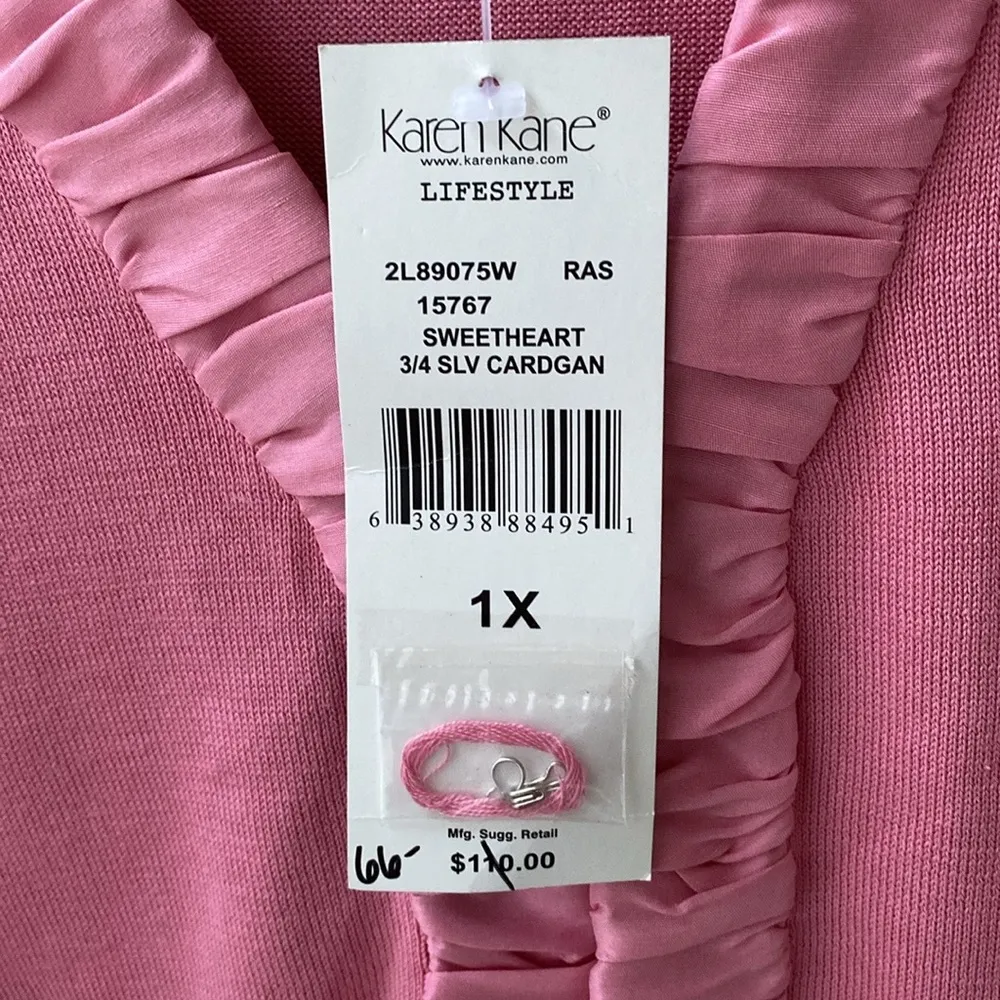 Karen Kane®
www.karenkane.com
LIFESTYLE
2L89075W RAS
15767
SWEETHEART
3/4 SLV CARDGAN
6 38938 88495 1
1X
Mfg. Sugg. Retail
66- $110.00